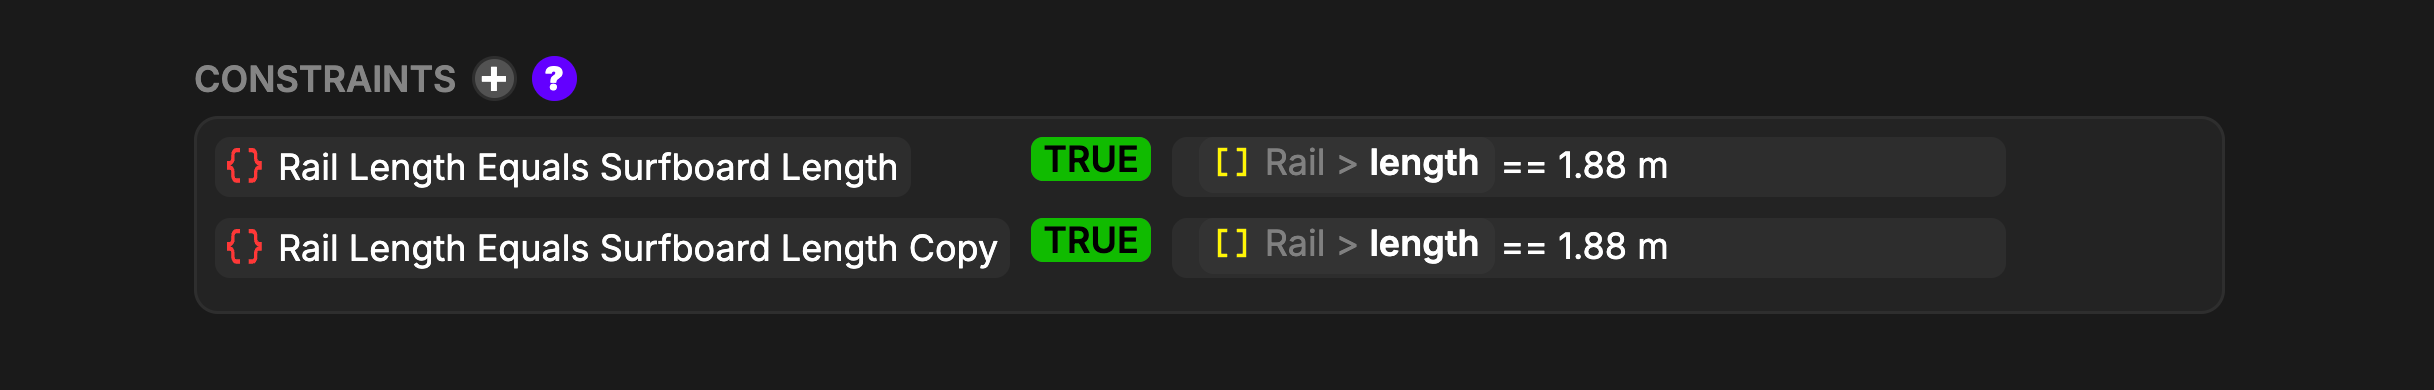 CONSTRAINTS + ?
{} Rail Length Equals Surfboard Length TRUE [] Rail > length == 1.88 m
{} Rail Length Equals Surfboard Length Copy TRUE [] Rail > length == 1.88 m